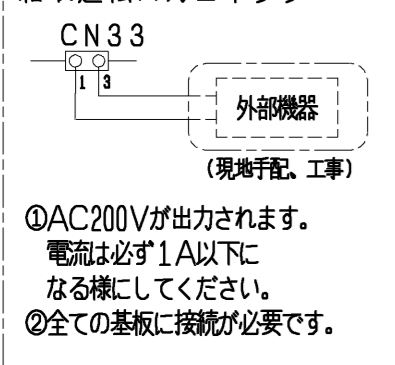 CN33
1 3
外部機器
(現地手配、工事)
①AC200Vが出力されます。
電流は必ず1A以下に
なる様にしてください。
②全ての基板に接続が必要です。